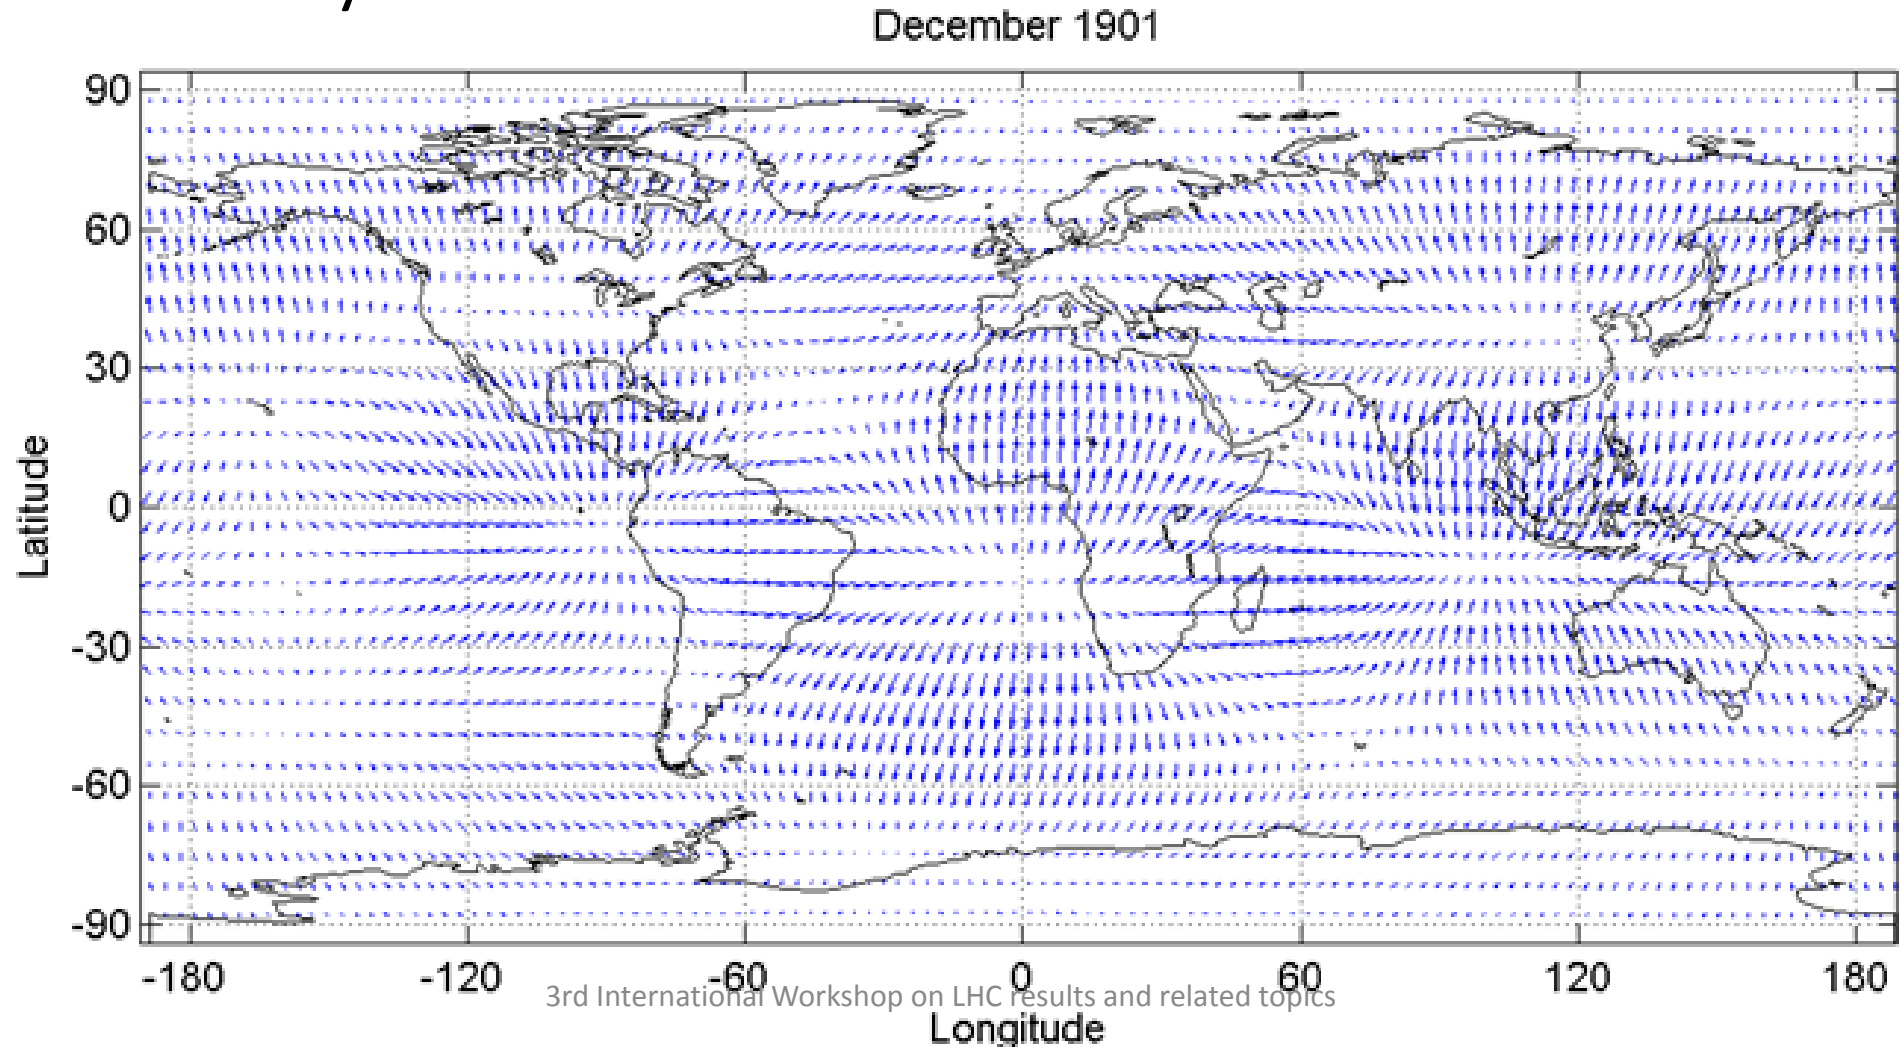 December 1901
90
60
30
0
-30
-60
-90
Latitude
-180 -120 -60 0 60 120 180
3rd International Workshop on LHC results and related topics
Longitude